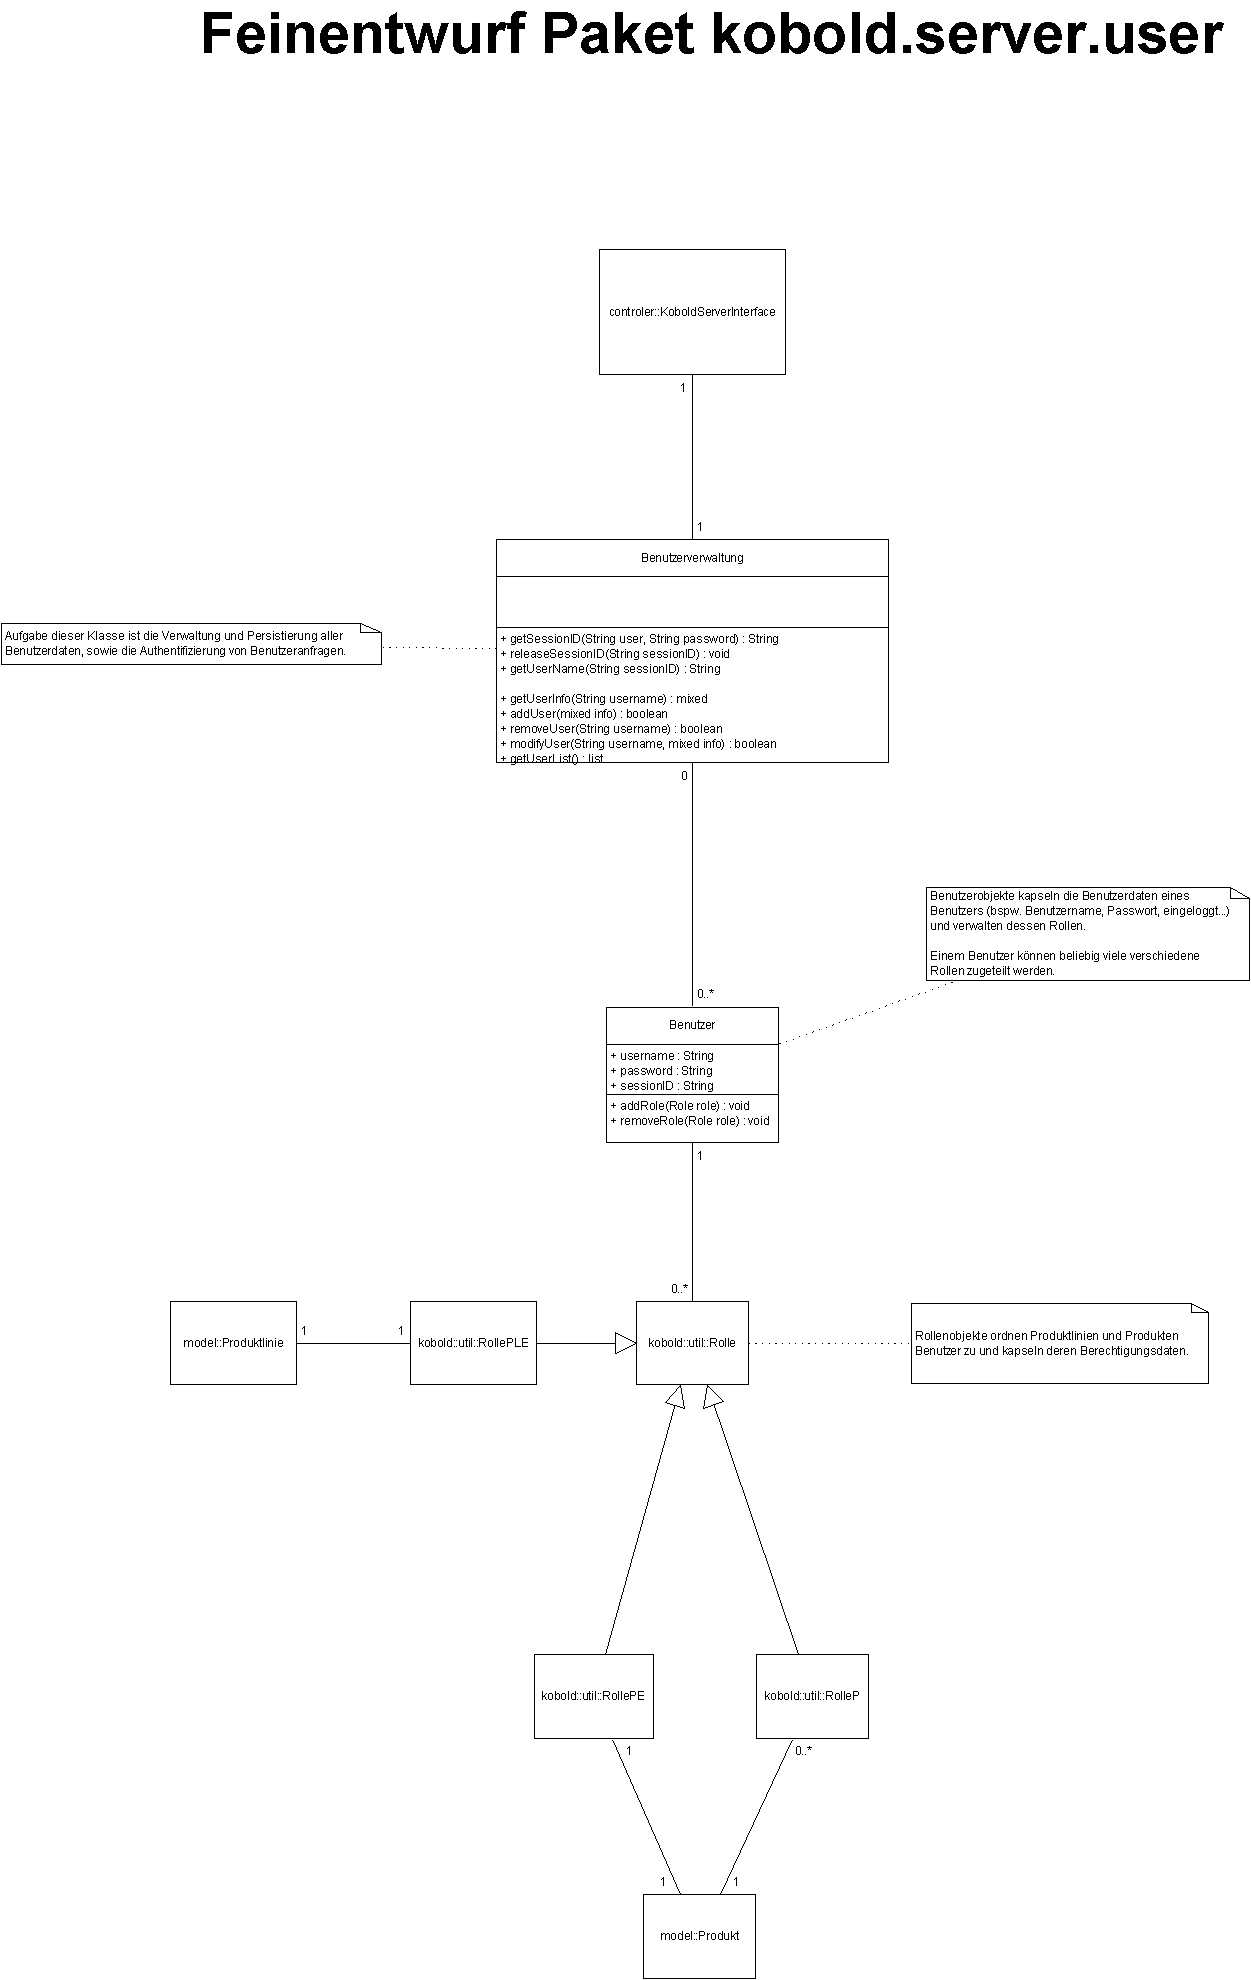 Feinentwurf Paket kobold.server.user
controler::KoboldServerInterface
1
1
Benutzerverwaltung
Aufgabe dieser Klasse ist die Verwaltung und Persistierung aller
Benutzerdaten, sowie die Authentifizierung von Benutzeranfragen.
+ getSessionID(String user, String password) : String
+ releaseSessionID(String sessionID) : void
+ getUserName(String sessionID) : String
+ getUserInfo(String username) : mixed
+ addUser(mixed info) : boolean
+ removeUser(String username) : boolean
+ modifyUser(String username, mixed info) : boolean
+ getUserList() : list
0
Benutzerobjekte kapseln die Benutzerdaten eines
Benutzers (bspw. Benutzername, Passwort, eingeloggt...)
und verwalten dessen Rollen.
Einem Benutzer können beliebig viele verschiedene
Rollen zugeteilt werden.
0..*
Benutzer
+ username : String
+ password : String
+ sessionID : String
+ addRole(Role role) : void
+ removeRole(Role role) : void
1
0..*
model::Produktlinie
1
1
kobold::util::RollePLE
kobold::util::Rolle
Rollenobjekte ordnen Produktlinien und Produkten
Benutzer zu und kapseln deren Berechtigungsdaten.
kobold::util::RollePE
kobold::util::RolleP
1
0..*
1
1
model::Produkt